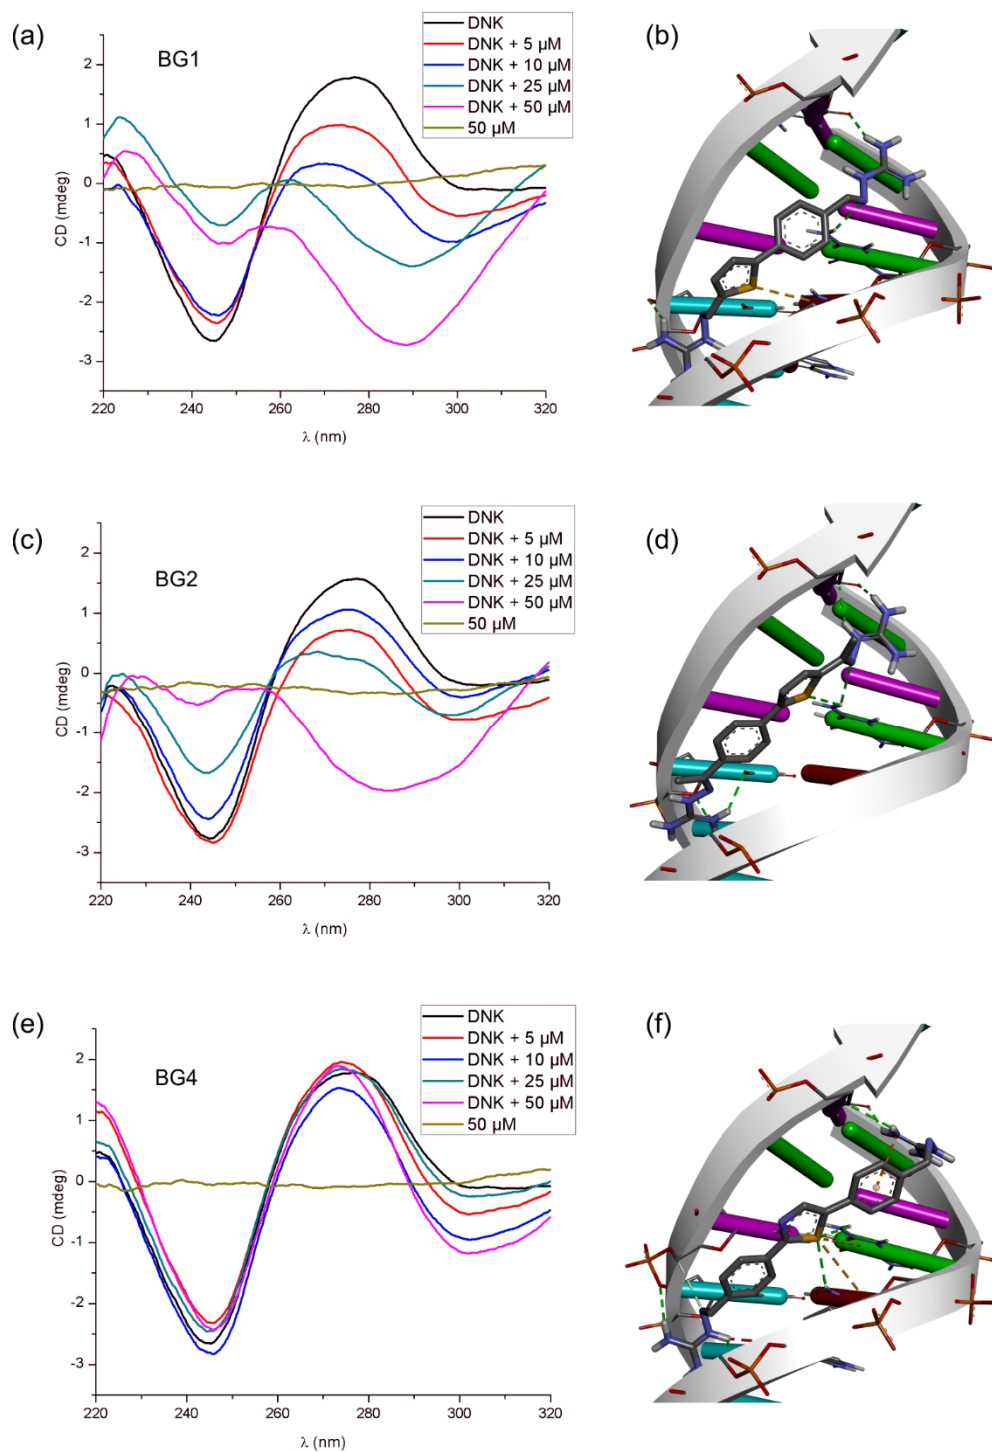 (a)
BG1
DNK
DNK + 5 µM
DNK + 10 µM
DNK + 25 µM
DNK + 50 µM
50 µM
CD (mdeg)
2
1
0
-1
-2
-3
220 240 260 280 300 320
λ (nm)
(b)
(c)
BG2
DNK
DNK + 5 µM
DNK + 10 µM
DNK + 25 µM
DNK + 50 µM
50 µM
CD (mdeg)
2
1
0
-1
-2
-3
220 240 260 280 300 320
λ (nm)
(d)
(e)
BG4
DNK
DNK + 5 µM
DNK + 10 µM
DNK + 25 µM
DNK + 50 µM
50 µM
CD (mdeg)
2
1
0
-1
-2
-3
220 240 260 280 300 320
λ (nm)
(f)